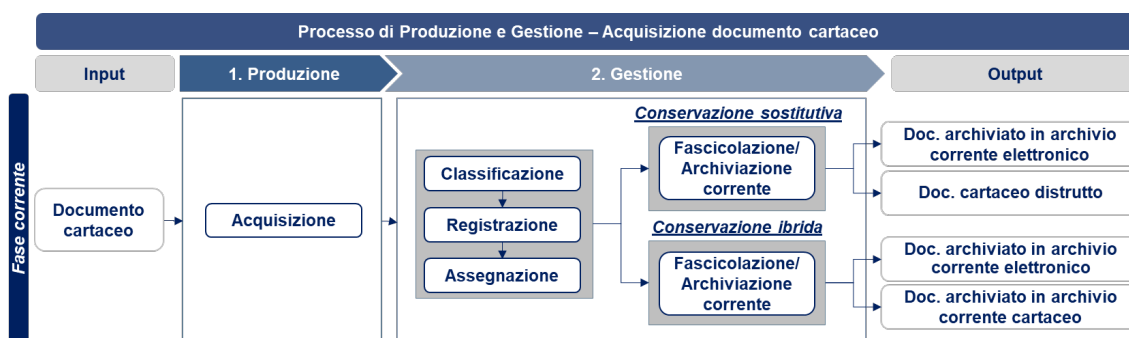 Processo di Produzione e Gestione – Acquisizione documento cartaceo
Input
1. Produzione
2. Gestione
Output
Fase corrente
Documento
cartaceo
Acquisizione
Classificazione
Registrazione
Assegnazione
Conservazione sostitutiva
Fascicolazione/
Archiviazione
corrente
Conservazione ibrida
Fascicolazione/
Archiviazione
corrente
Doc. archiviato in archivio
corrente elettronico
Doc. cartaceo distrutto
Doc. archiviato in archivio
corrente elettronico
Doc. archiviato in archivio
corrente cartaceo